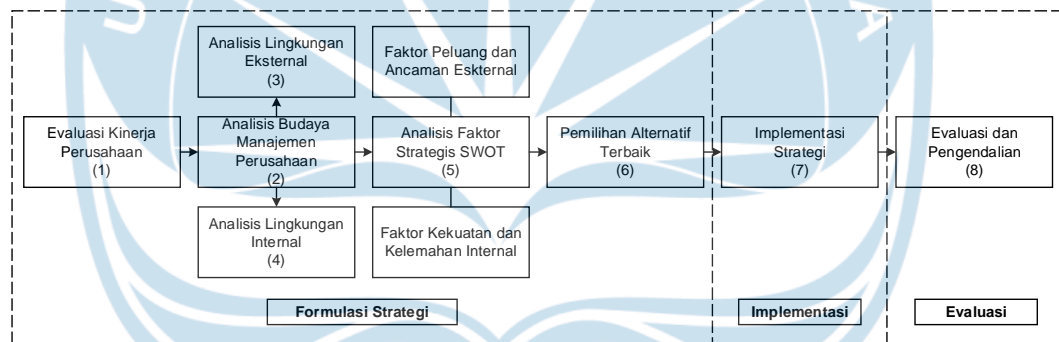 Analisis Lingkungan
Eksternal
(3)
Faktor Peluang dan
Ancaman Eskternal
Evaluasi Kinerja
Perusahaan
(1)
Analisis Budaya
Manajemen
Perusahaan
(2)
Analisis Faktor
Strategis SWOT
(5)
Pemilihan Alternatif
Terbaik
(6)
Implementasi
Strategi
(7)
Evaluasi dan
Pengendalian
(8)
Analisis Lingkungan
Internal
(4)
Faktor Kekuatan dan
Kelemahan Internal
Formulasi Strategi
Implementasi
Evaluasi